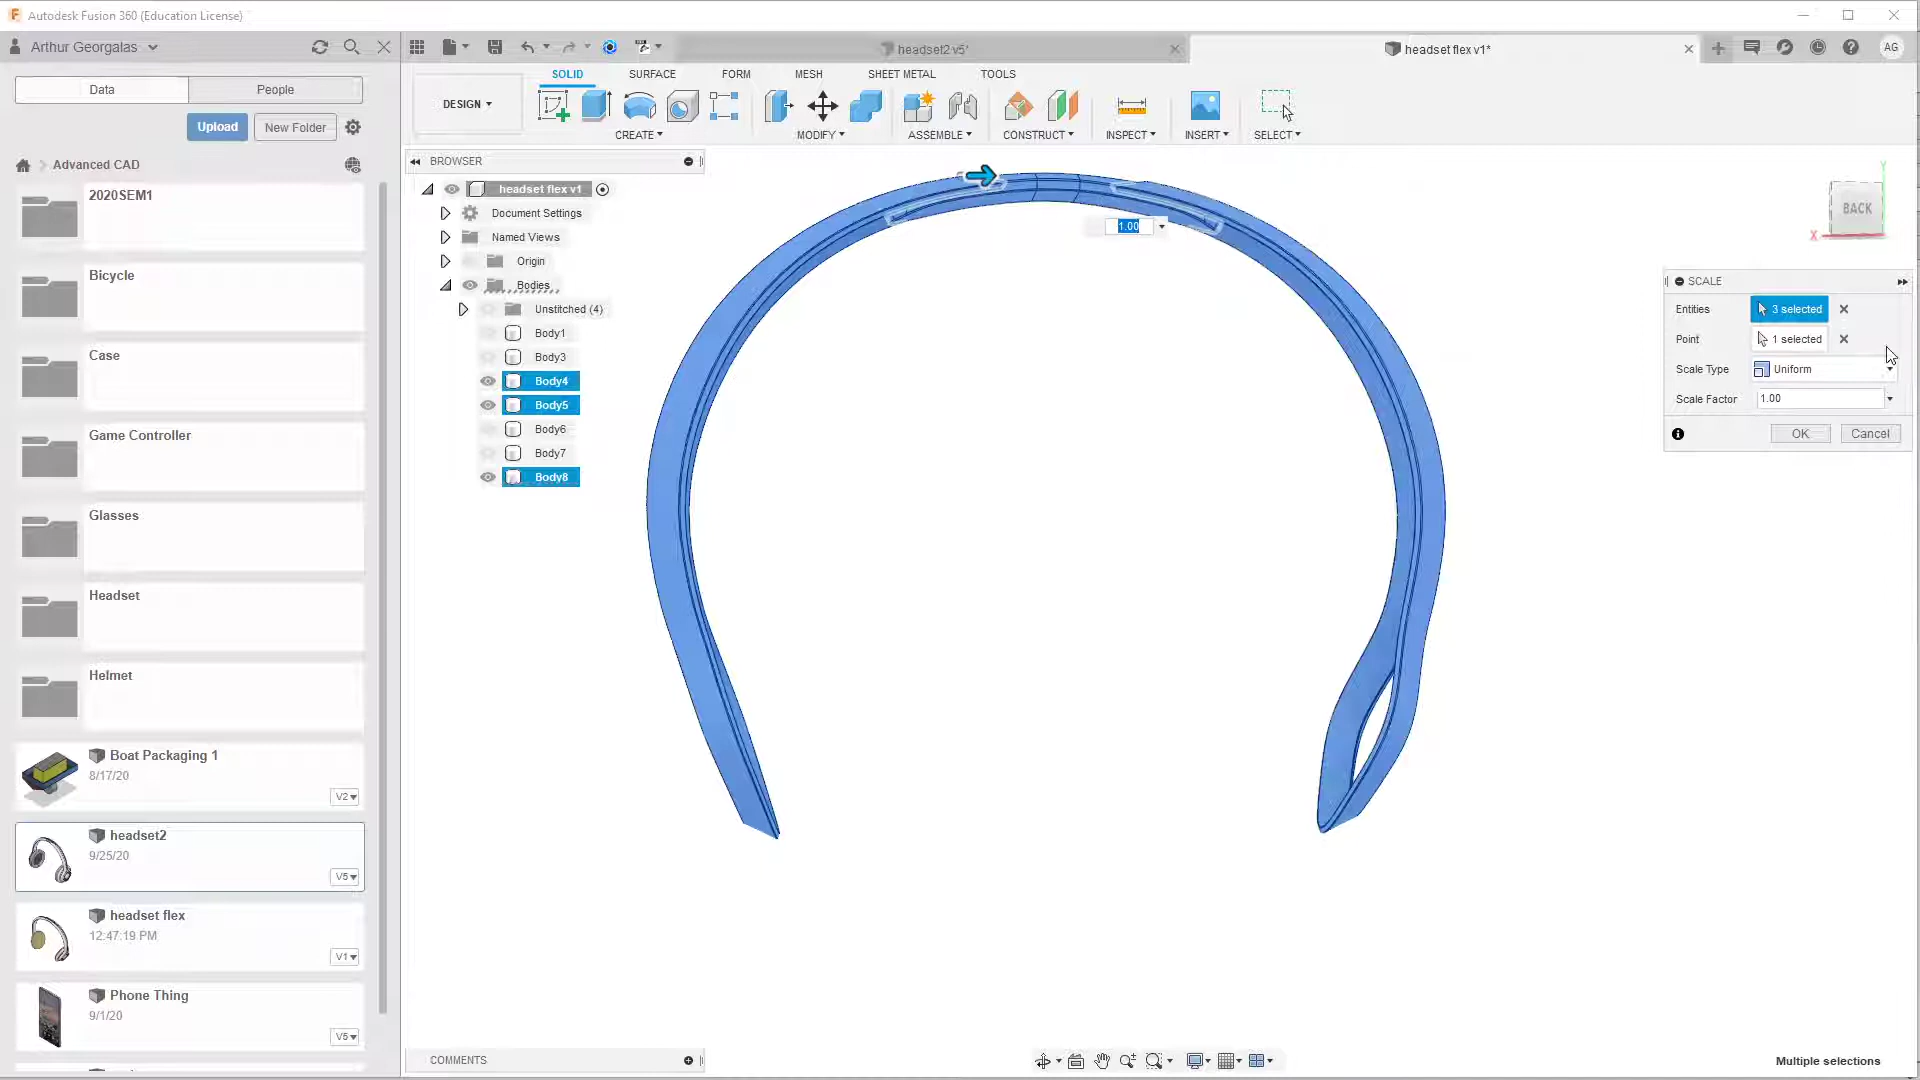 Autodesk Fusion 360 (Education License)
Arthur Georgalas
headset2 v5*
headset flex v1*
AG
Data
People
SOLID
SURFACE
FORM
MESH
SHEET METAL
TOOLS
DESIGN
Upload
New Folder
CREATE
MODIFY
ASSEMBLE
CONSTRUCT
INSPECT
INSERT
SELECT
Advanced CAD
BROWSER
2020SEM1
Bicycle
Case
Game Controller
Glasses
Headset
Helmet
Boat Packaging 1
8/17/20
V2
headset2
9/25/20
V5
headset flex
12:47:19 PM
V1
Phone Thing
9/1/20
V5
headset flex v1
Document Settings
Named Views
Origin
Bodies
Unstitched (4)
Body1
Body3
Body4
Body5
Body6
Body7
Body8
1.00
Y
BACK
X
SCALE
Entities
3 selected
Point
1 selected
Scale Type
Uniform
Scale Factor
1.00
OK
Cancel
COMMENTS
Multiple selections